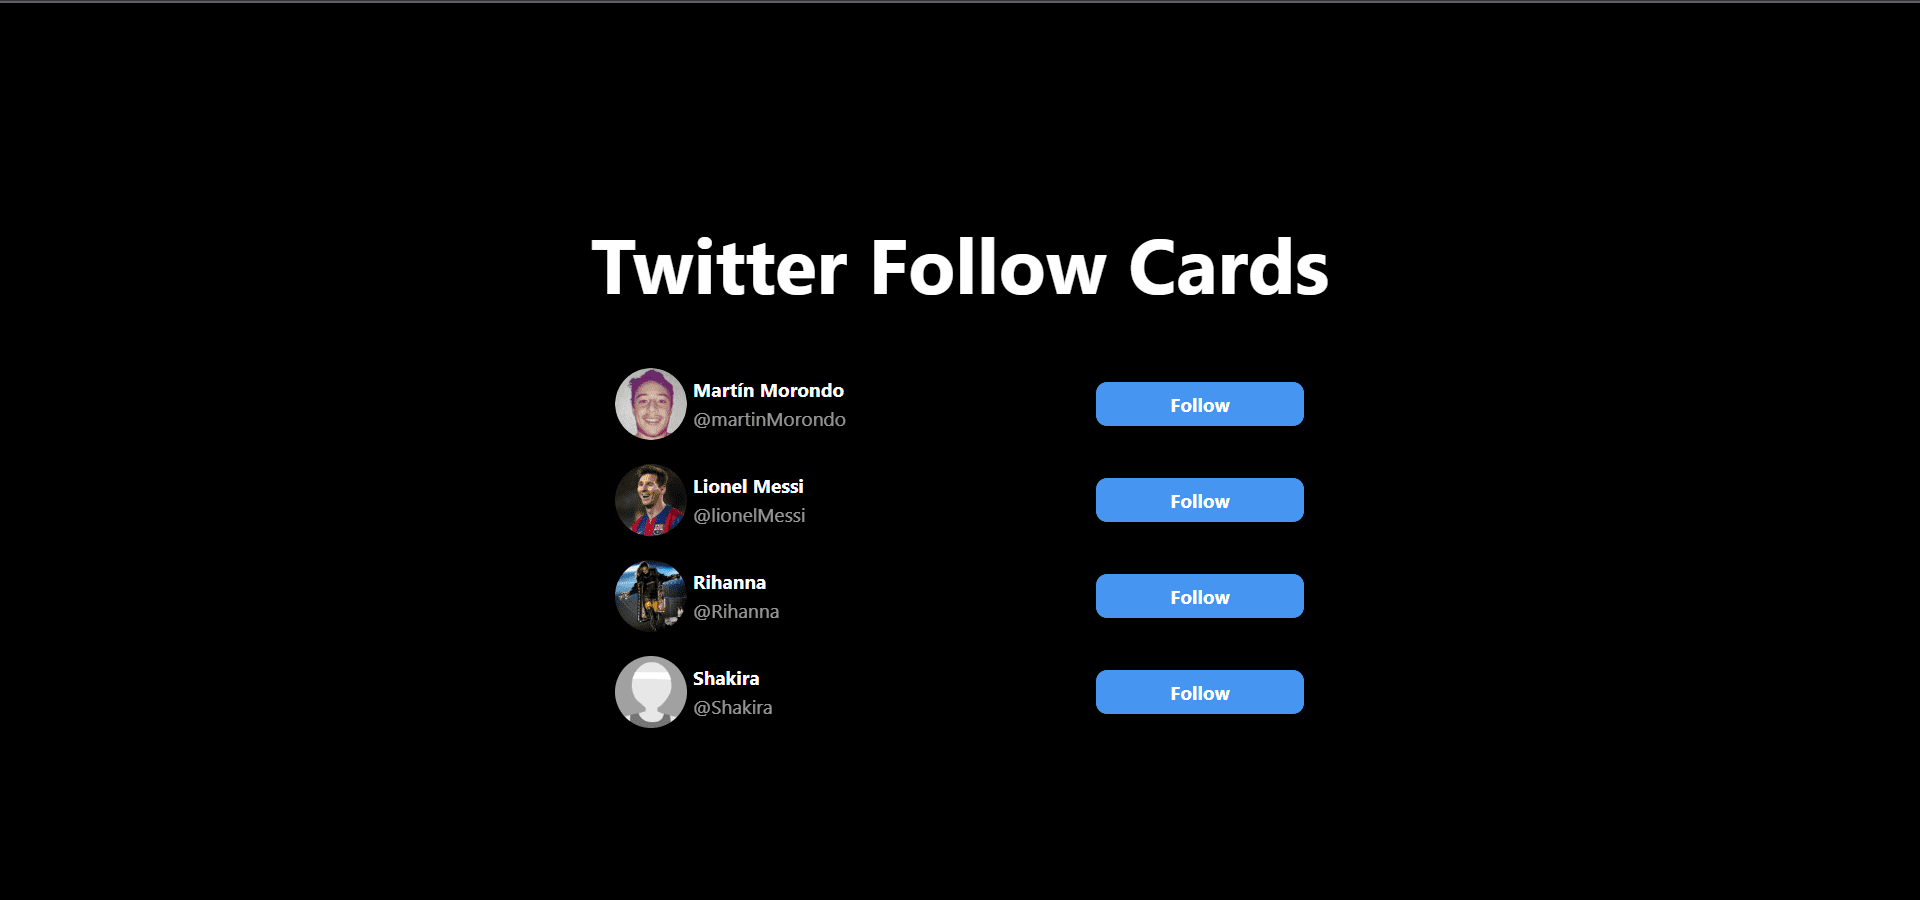 Twitter Follow Cards
Martín Morondo
@martinMorondo
Follow
Lionel Messi
@lionelMessi
Follow
Rihanna
@Rihanna
Follow
Shakira
@Shakira
Follow